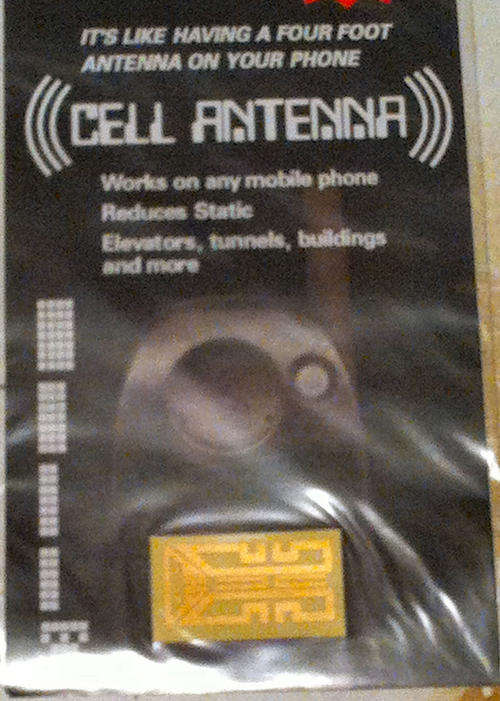 IT'S LIKE HAVING A FOUR FOOT
ANTENNA ON YOUR PHONE
CELL ANTENNA
Works on any mobile phone
Reduces Static
Elevators, tunnels, buildings
and more